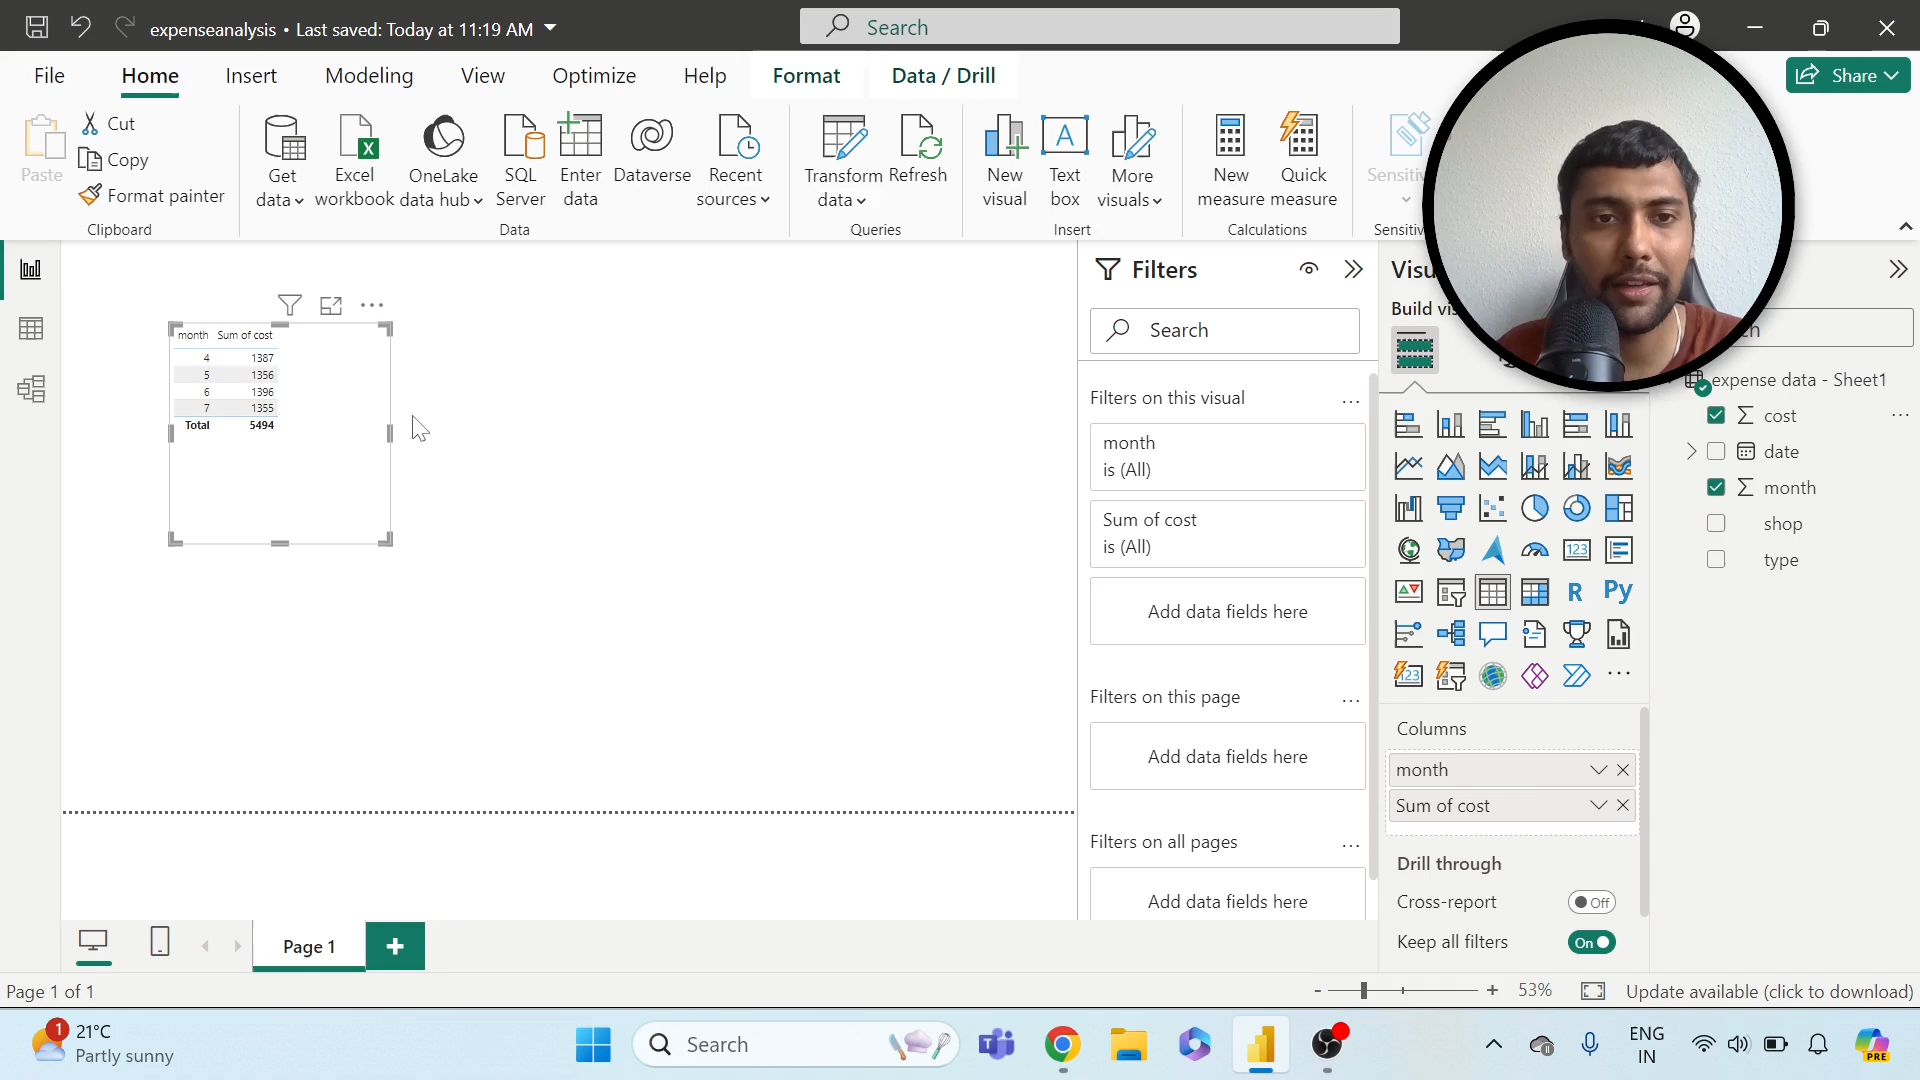 expenseanalysis • Last saved: Today at 11:19 AM
Search
File
Home
Insert
Modeling
View
Optimize
Help
Format
Data / Drill
Share
Paste
Cut
Copy
Format painter
Clipboard
Get
data
Excel
workbook
OneLake
data hub
SQL
Server
Enter
data
Dataverse
Recent
sources
Data
Transform
data
Refresh
Queries
New
visual
A
Text
box
More
visuals
Insert
New
measure
Quick
measure
Calculations
month Sum of cost
4 1387
5 1356
6 1396
7 1355
Total 5494
Filters
Search
Filters on this visual
month
is (All)
Sum of cost
is (All)
Add data fields here
Filters on this page
Add data fields here
Filters on all pages
Add data fields here
123
R
Py
123
Columns
month
Sum of cost
Drill through
Cross-report
Off
Keep all filters
On
expense data - Sheet1
cost
date
month
shop
type
Page 1
Page 1 of 1
53%
Update available (click to download)
1
21°C
Partly sunny
Search
ENG
IN
PRE